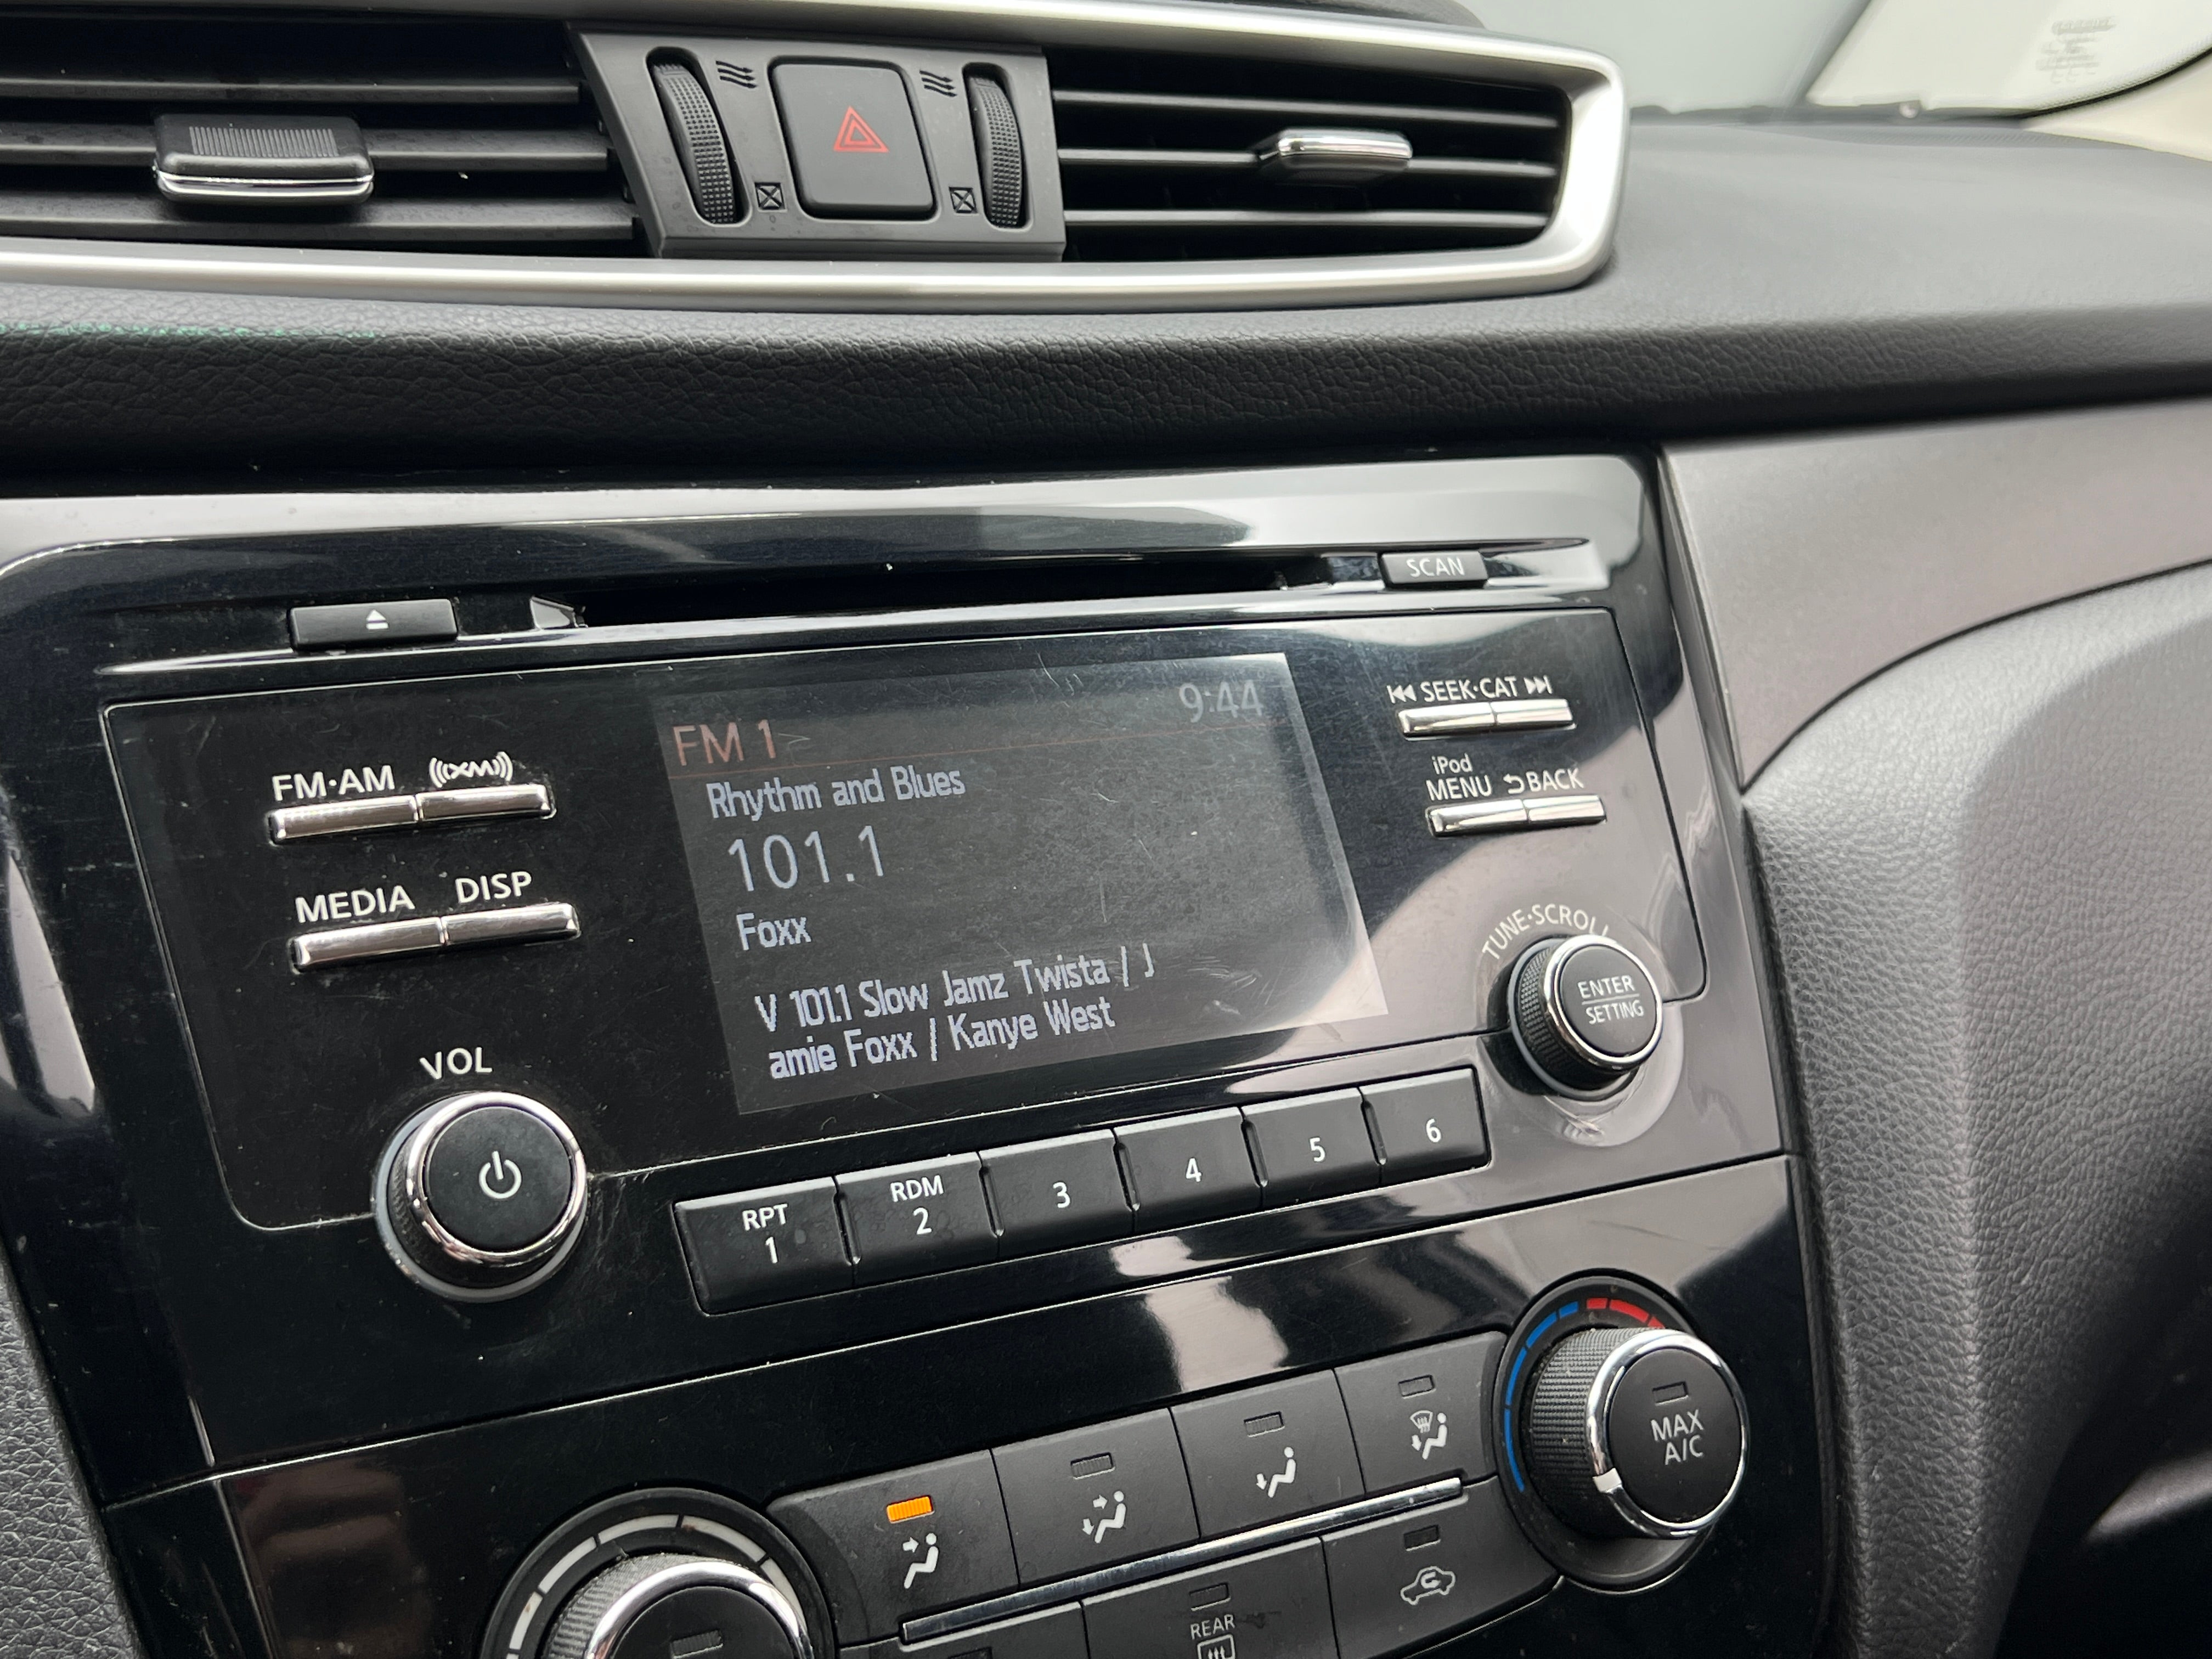 SCAN
SEEK·CAT
9:44
FM 1
FM·AM
((XM))
Rhythm and Blues
iPod
MENU
BACK
101.1
MEDIA
DISP
Foxx
TUNE·SCROLL
V 101.1 Slow Jamz Twista / J
amie Foxx / Kanye West
ENTER
SETTING
VOL
RPT
1
RDM
2
3
4
5
6
MAX
A/C
REAR